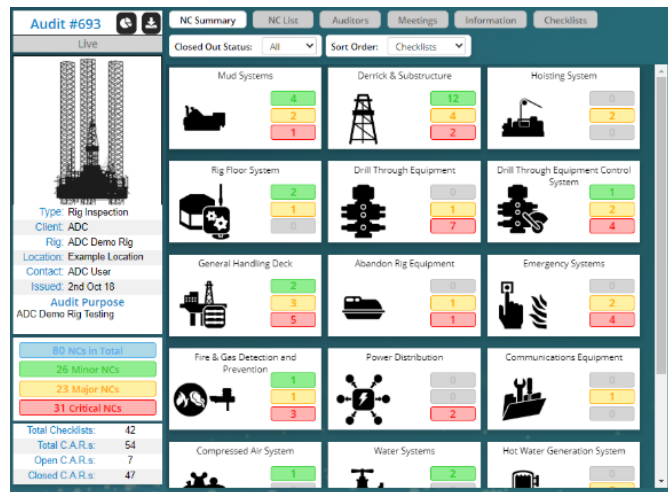 Audit #693
Live
Type: Rig Inspection
Client: ADC
Rig: ADC Demo Rig
Location: Example Location
Contact: ADC User
Issued: 2nd Oct 18
Audit Purpose
ADC Demo Rig Testing
80 NCs in Total
26 Minor NCs
23 Major NCs
31 Critical NCs
Total Checklists: 42
Total C.A.R.s: 54
Open C.A.R.s: 7
Closed C.A.R.s: 47
NC Summary NC List Auditors Meetings Information Checklists
Closed Out Status: All Sort Order: Checklists
Mud Systems
4
2
1
Derrick & Substructure
12
4
2
Hoisting System
0
2
0
Rig Floor System
2
1
0
Drill Through Equipment
0
1
7
Drill Through Equipment Control
System
1
2
4
General Handling Deck
2
3
5
Abandon Rig Equipment
0
1
1
Emergency Systems
0
2
4
Fire & Gas Detection and
Prevention
1
1
3
Power Distribution
0
0
2
Communications Equipment
0
1
0
Compressed Air System
1
Water Systems
2
Hot Water Generation System
0